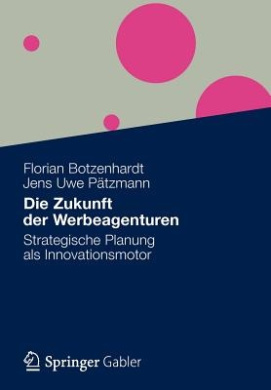 Florian Botzenhardt
Jens Uwe Pätzmann
Die Zukunft
der Werbeagenturen
Strategische Planung
als Innovationsmotor
Springer Gabler